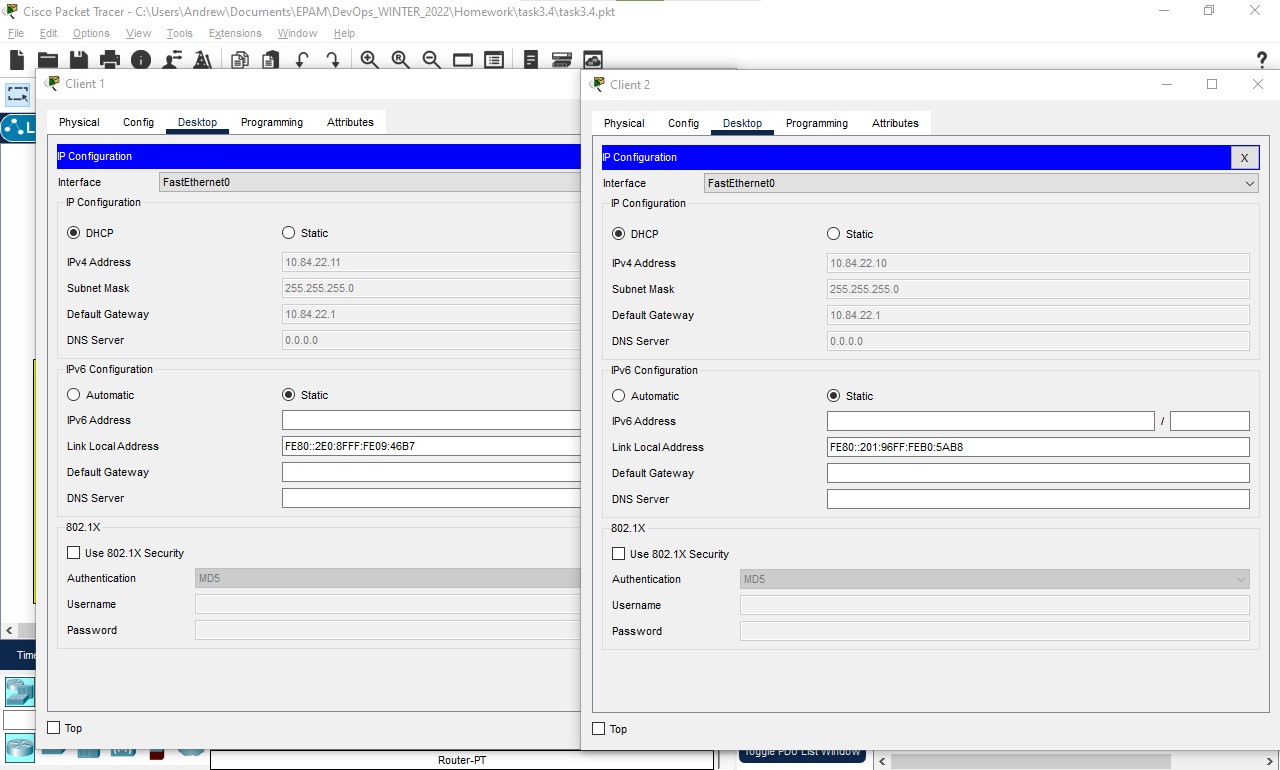 Cisco Packet Tracer - C:\Users\Andrew\Documents\EPAM\DevOps_WINTER_2022\Homework\task3.4\task3.4.pkt
File Edit Options View Tools Extensions Window Help
?
L
Client 1
Physical Config Desktop Programming Attributes
IP Configuration
Interface FastEthernet0
IP Configuration
DHCP Static
IPv4 Address 10.84.22.11
Subnet Mask 255.255.255.0
Default Gateway 10.84.22.1
DNS Server 0.0.0.0
IPv6 Configuration
Automatic Static
IPv6 Address
Link Local Address FE80::2E0:8FFF:FE09:46B7
Default Gateway
DNS Server
802.1X
Use 802.1X Security
Authentication MD5
Username
Password
Top
Client 2
Physical Config Desktop Programming Attributes
IP Configuration X
Interface FastEthernet0
IP Configuration
DHCP Static
IPv4 Address 10.84.22.10
Subnet Mask 255.255.255.0
Default Gateway 10.84.22.1
DNS Server 0.0.0.0
IPv6 Configuration
Automatic Static
IPv6 Address /
Link Local Address FE80::201:96FF:FEB0:5AB8
Default Gateway
DNS Server
802.1X
Use 802.1X Security
Authentication MD5
Username
Password
Top
Time
Router-PT
Toggle PDU List Window